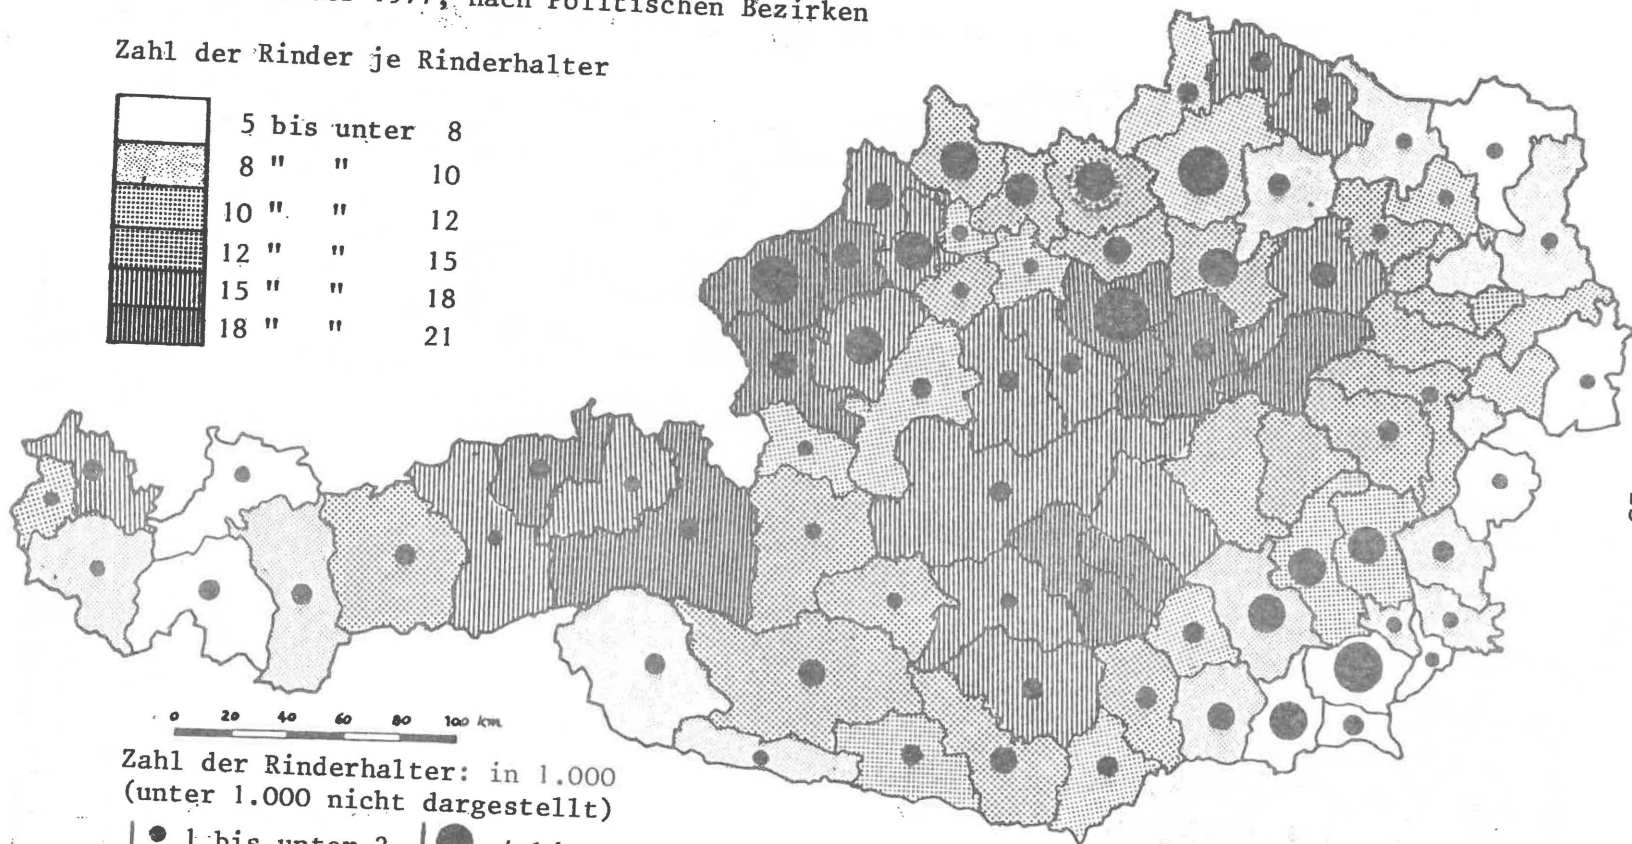 1977, nach Politischen Bezirken
Zahl der Rinder je Rinderhalter
5 bis unter 8
8 " " 10
10 " " 12
12 " " 15
15 " " 18
18 " " 21
0 20 40 60 80 100 km
Zahl der Rinderhalter: in 1.000
(unter 1.000 nicht dargestellt)
1 bis unter 2